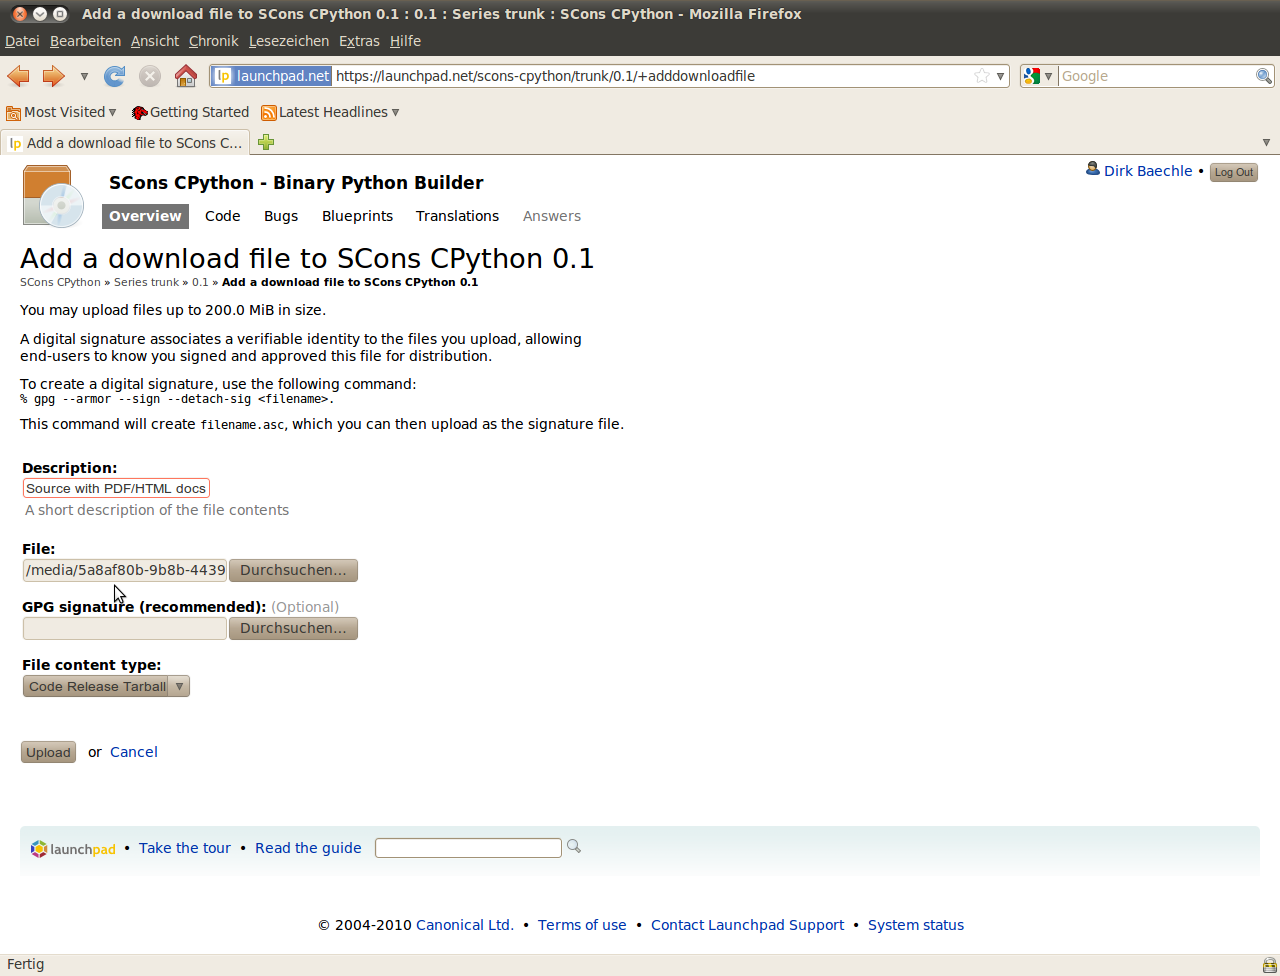 Add a download file to SCons CPython 0.1 : 0.1 : Series trunk : SCons CPython - Mozilla Firefox
Datei Bearbeiten Ansicht Chronik Lesezeichen Extras Hilfe
lp launchpad.net https://launchpad.net/scons-cpython/trunk/0.1/+adddownloadfile Google
Most Visited Getting Started Latest Headlines
lp Add a download file to SCons C...
SCons CPython - Binary Python Builder
Dirk Baechle • Log Out
Overview Code Bugs Blueprints Translations Answers
Add a download file to SCons CPython 0.1
SCons CPython » Series trunk » 0.1 » Add a download file to SCons CPython 0.1
You may upload files up to 200.0 MiB in size.
A digital signature associates a verifiable identity to the files you upload, allowing
end-users to know you signed and approved this file for distribution.
To create a digital signature, use the following command:
% gpg --armor --sign --detach-sig <filename>.
This command will create filename.asc, which you can then upload as the signature file.
Description:
Source with PDF/HTML docs
A short description of the file contents
File:
/media/5a8af80b-9b8b-4439 Durchsuchen...
GPG signature (recommended): (Optional)
Durchsuchen...
File content type:
Code Release Tarball
Upload or Cancel
launchpad • Take the tour • Read the guide
© 2004-2010 Canonical Ltd. • Terms of use • Contact Launchpad Support • System status
Fertig